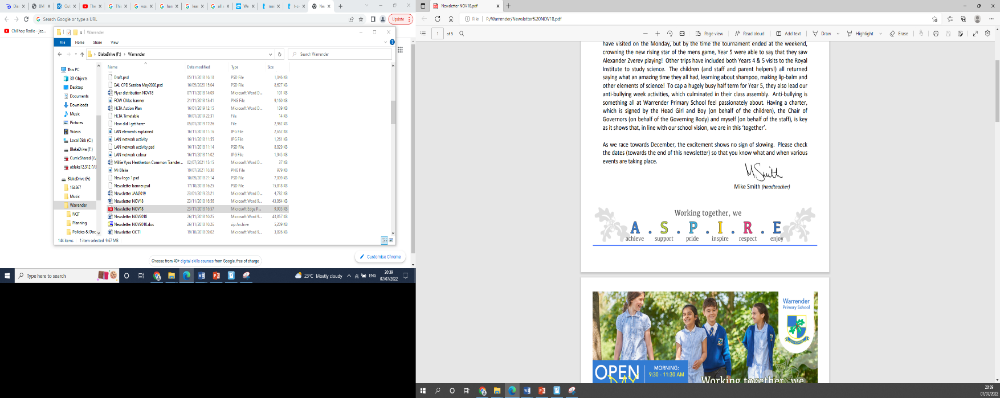 Dis
BM
Out
The
This
wo
han
lear
all a
We
ma
t-c-
Ne
Search Google or type a URL
Update
Chillhop Radio - jaz...
Warrender
File Home Share View
BlakeDrive (F:) > Warrender
Search Warrender
This PC
3D Objects
Desktop
Documents
Downloads
Music
Pictures
Videos
Local Disk (C:)
BlakeDrive (F:)
CurricShared (\\
ablake12.312 (\\
BlakeDrive (F:)
164567
Music
Warrender
NQT
Planning
Policies & Doc
Name Date modified Type Size
Draft.psd 05/11/2018 16:18 PSD File 1,046 KB
EAL CPD Session May2020.psd 16/05/2020 15:04 PSD File 8,627 KB
Flyer distribution NOV18 07/11/2018 14:09 Microsoft Word D... 101 KB
FOW CMas banner 21/11/2018 13:41 PNG File 9,160 KB
HLTA Action Plan 16/01/2019 12:15 Microsoft Word D... 139 KB
HLTA Timetable 10/01/2019 22:31 File 14 KB
How did I get here? 05/01/2019 17:26 File 2,962 KB
LAN elements explained 16/11/2018 11:16 JPG File 2,652 KB
LAN network activity 16/11/2018 11:55 JPG File 1,261 KB
LAN network activity.psd 16/11/2018 11:14 PSD File 8,829 KB
LAN network colour 16/11/2018 11:02 JPG File 1,945 KB
Millie Vyas Heatherton Common Transfer... 02/07/2021 15:15 Microsoft Word D... 37 KB
Mr Blake 19/07/2021 16:30 PNG File 979 KB
New logo 1.psd 10/09/2018 21:14 PSD File 7,009 KB
Newsletter banner.psd 17/10/2018 16:25 PSD File 15,818 KB
Newsletter JAN2019 23/01/2019 22:21 Microsoft Word D... 4,782 KB
Newsletter NOV18 23/11/2018 16:56 Microsoft Word 9... 43,864 KB
Newsletter NOV18 23/11/2018 16:57 Microsoft Edge P... 9,905 KB
Newsletter NOV2018 26/11/2018 10:25 Microsoft Word 9... 43,857 KB
Newsletter NOV2018.doc 26/11/2018 10:26 zip Archive 5,209 KB
Newsletter OCT1 19/10/2018 09:02 Microsoft Word 9... 3,826 KB
144 items 1 item selected 9.67 MB
Choose from 40+ digital skills courses from Google, free of charge
Customise Chrome
Type here to search
23°C Mostly cloudy
ENG
20:39
07/07/2022
Newsletter NOV18.pdf
File F:/Warrender/Newsletter%20NOV18.pdf
1 of 5
Page view
Read aloud
Add text
Draw
Highlight
Erase
have visited on the Monday, but by the time the tournament ended at the weekend,
crowning the new rising star of the mens game, Year 5 were able to say that they saw
Alexander Zverev playing! Other trips have included both Years 4 & 5 visits to the Royal
Institute to study science. The children (and staff and parent helpers!) all returned
saying what an amazing time they all had, learning about shampoo, making lip-balm and
other elements of science! To cap a hugely busy half term for Year 5, they also lead our
anti-bullying week activities, which culminated in their class assembly. Anti-bullying is
something all at Warrender Primary School feel passionately about. Having a charter,
which is signed by the Head Girl and Boy (on behalf of the children), the Chair of
Governors (on behalf of the Governing Body) and myself (on behalf of the staff), is key
as it shows that, in line with our school vision, we are in this ‘together’.
As we race towards December, the excitement shows no sign of slowing. Please check
the dates (towards the end of this newsletter) so that you know what and when various
events are taking place.
M Smith
Mike Smith (Headteacher)
Working together, we
A . S . P . I . R . E
achieve support pride inspire respect enjoy
Warrender
Primary School
OPEN
DAY
MORNING:
9:30 - 11:30 AM
Working together, we
20:39
07/07/2022